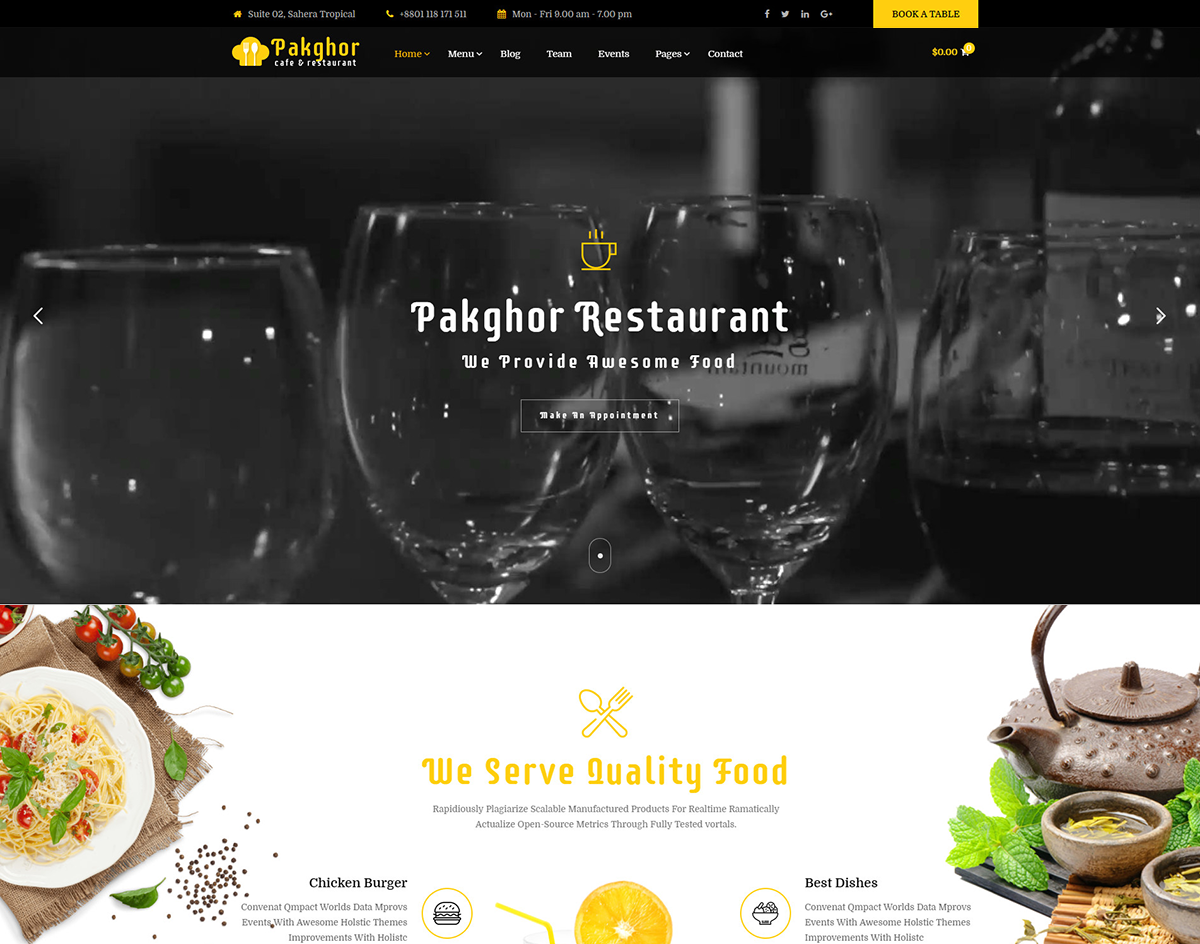 Suite 02, Sahera Tropical
+8801 118 171 511
Mon - Fri 9.00 am - 7.00 pm
BOOK A TABLE
Pakghor
cafe & restaurant
Home
Menu
Blog
Team
Events
Pages
Contact
$0.00
0
mountain
Pakghor Restaurant
We Provide Awesome Food
Make An Appointment
We Serve Quality Food
Rapidiously Plagiarize Scalable Manufactured Products For Realtime Ramatically
Actualize Open-Source Metrics Through Fully Tested vortals.
Chicken Burger
Convenat Qmpact Worlds Data Mprovs
Events With Awesome Holstic Themes
Improvements With Holistc
Best Dishes
Convenat Qmpact Worlds Data Mprovs
Events With Awesome Holstic Themes
Improvements With Holistc